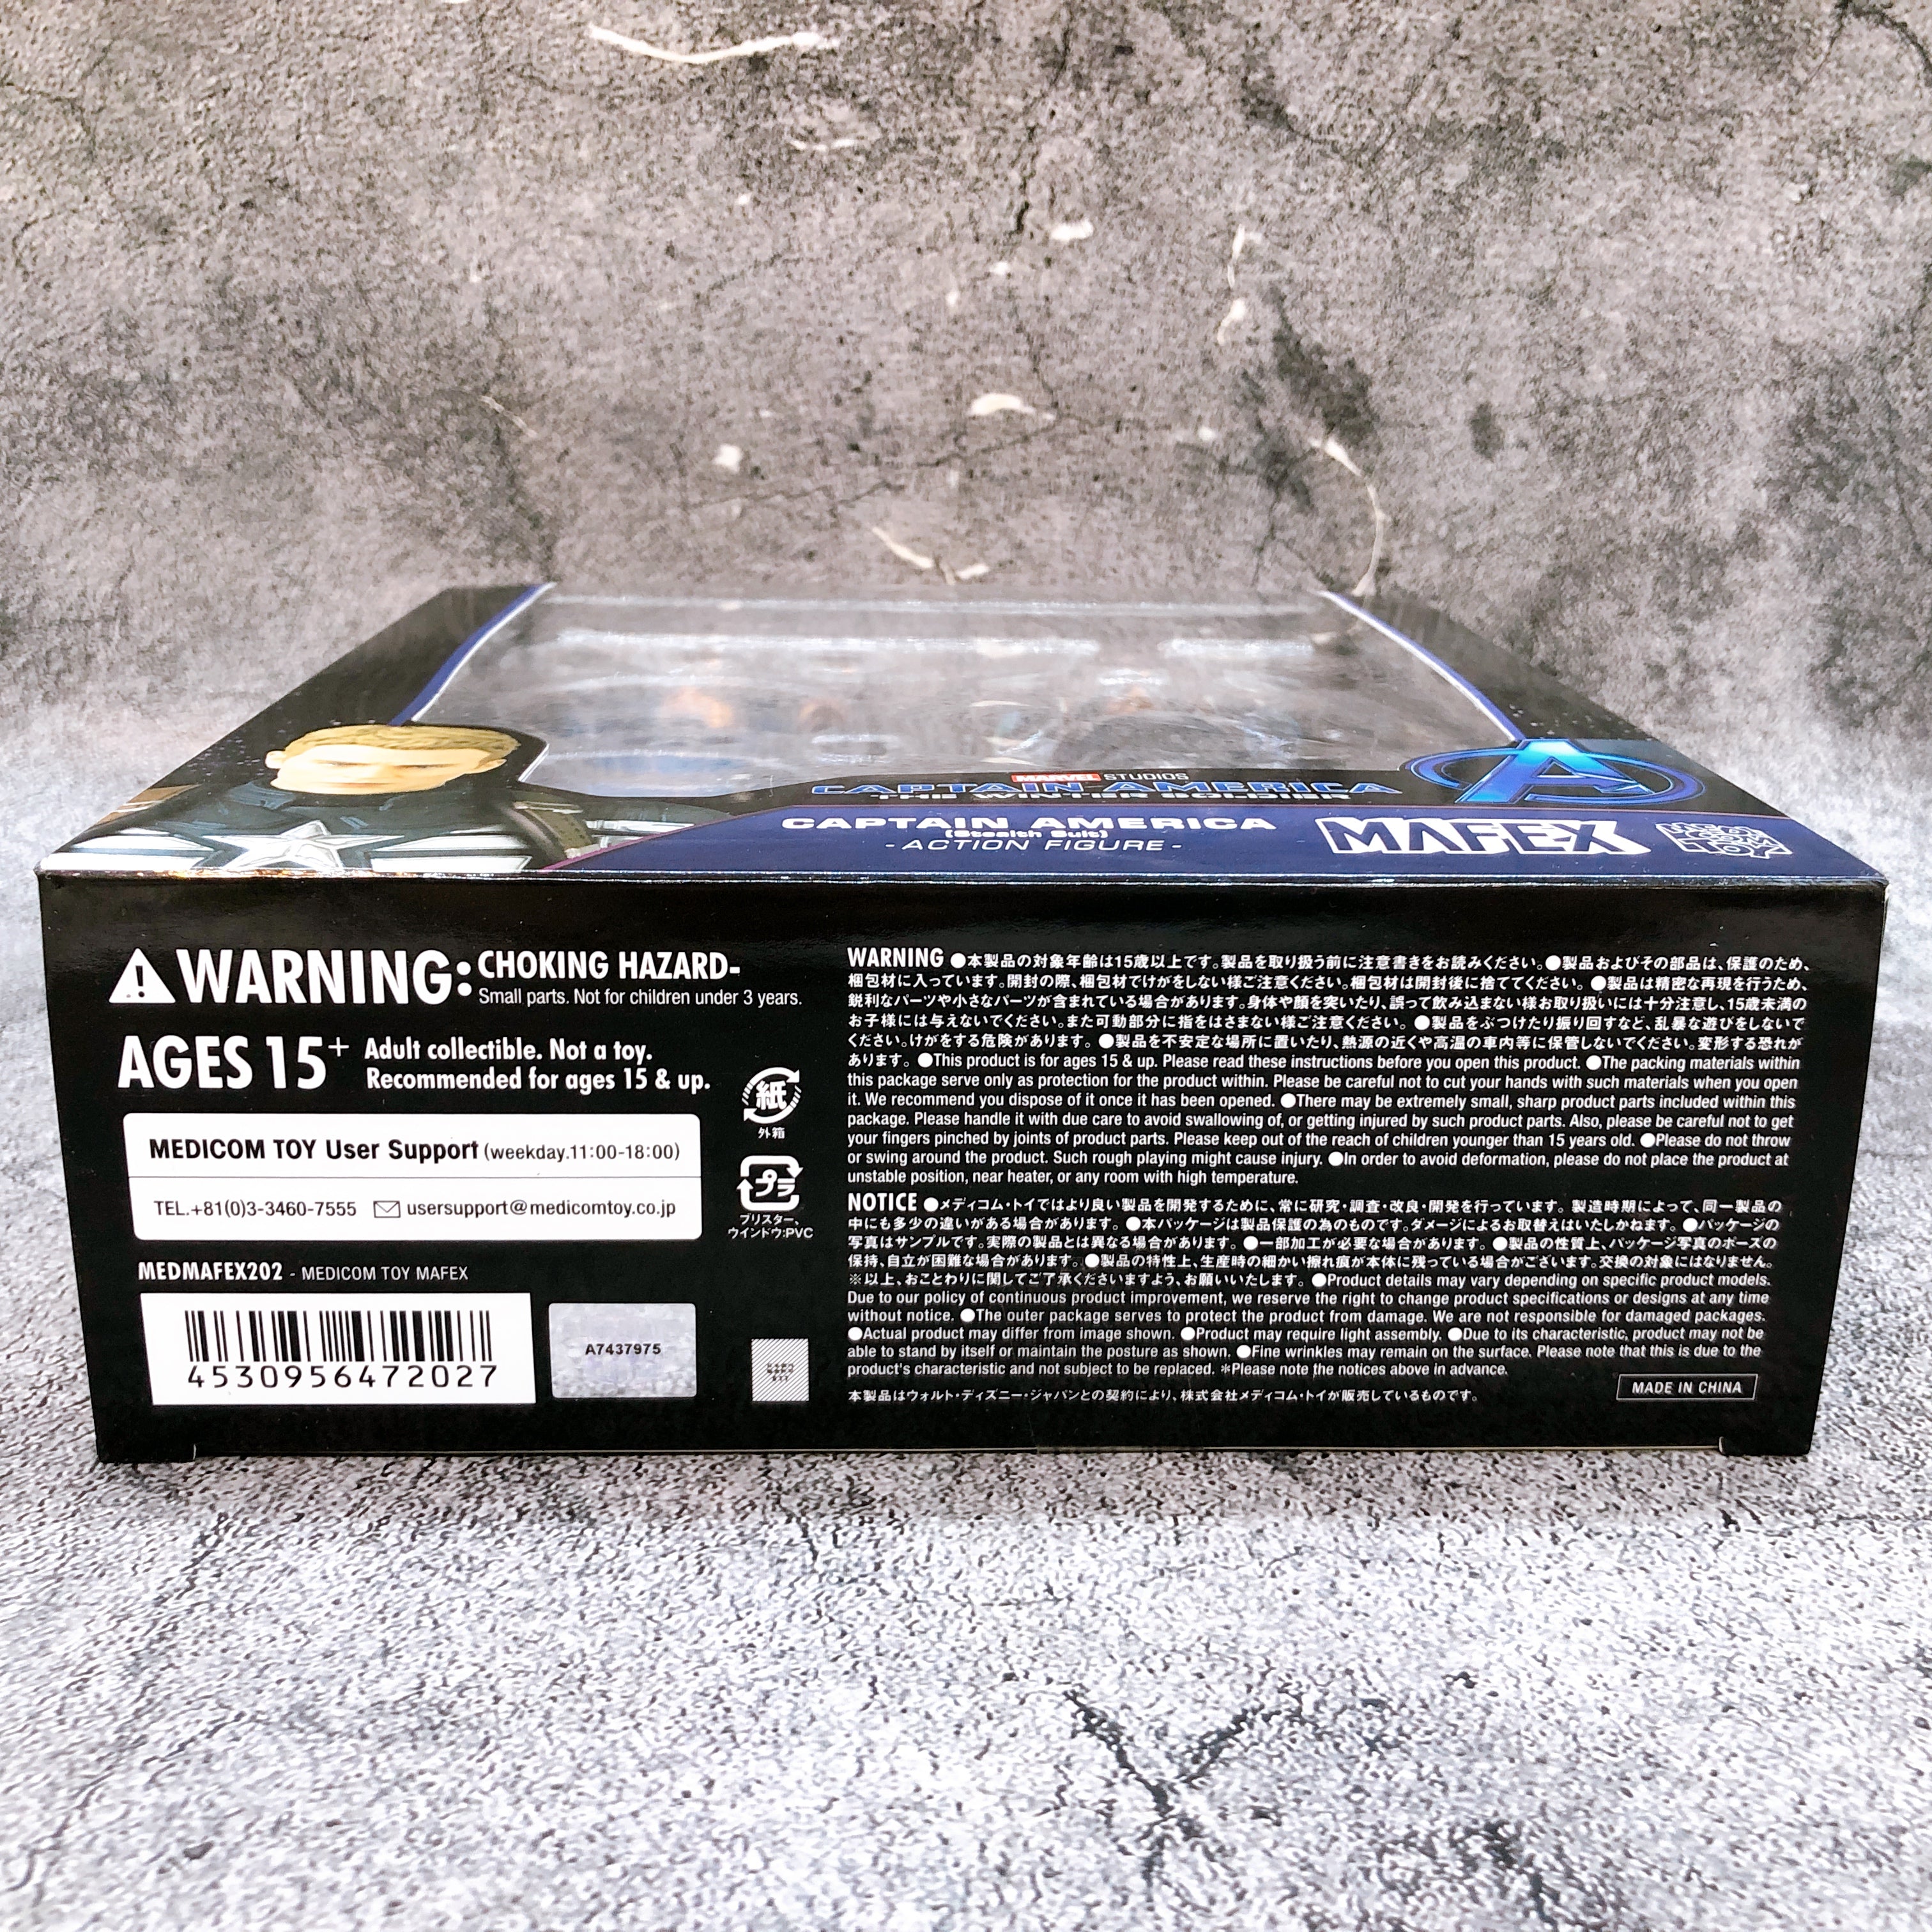 MARVEL STUDIOS
CAPTAIN AMERICA
THE WINTER SOLDIER
CAPTAIN AMERICA
(Stealth Suit)
- ACTION FIGURE -
MAFEX
MEDICOM TOY
WARNING: CHOKING HAZARD-
Small parts. Not for children under 3 years.
AGES 15+ Adult collectible. Not a toy.
Recommended for ages 15 & up.
MEDICOM TOY User Support (weekday.11:00-18:00)
TEL.+81(0)3-3460-7555 usersupport@medicomtoy.co.jp
MEDMAFEX202 - MEDICOM TOY MAFEX
4530956472027
A7437975
紙
外箱
プラ
ブリスター、
ウインドウ:PVC
WARNING ●本製品の対象年齢は15歳以上です。製品を取り扱う前に注意書きをお読みください。●製品およびその部品は、保護のため、
梱包材に入っています。開封の際、梱包材でけがをしない様ご注意ください。梱包材は開封後に捨ててください。●製品は精密な再現を行うため、
鋭利なパーツや小さなパーツが含まれている場合があります。身体や顔を突いたり、誤って飲み込まない様お取り扱いには十分注意し、15歳未満の
お子様には与えないでください。また可動部分に指をはさまない様ご注意ください。●製品をぶつけたり振り回すなど、乱暴な遊びをしないで
ください。けがをする危険があります。●製品を不安定な場所に置いたり、熱源の近くや高温の車内等に保管しないでください。変形する恐れが
あります。●This product is for ages 15 & up. Please read these instructions before you open this product. ●The packing materials within
this package serve only as protection for the product within. Please be careful not to cut your hands with such materials when you open
it. We recommend you dispose of it once it has been opened. ●There may be extremely small, sharp product parts included within this
package. Please handle it with due care to avoid swallowing of, or getting injured by such product parts. Also, please be careful not to get
your fingers pinched by joints of product parts. Please keep out of the reach of children younger than 15 years old. ●Please do not throw
or swing around the product. Such rough playing might cause injury. ●In order to avoid deformation, please do not place the product at
unstable position, near heater, or any room with high temperature.
NOTICE ●メディコム・トイではより良い製品を開発するために、常に研究・調査・改良・開発を行っています。製造時期によって、同一製品の
中にも多少の違いがある場合があります。●本パッケージは製品保護の為のものです。ダメージによるお取替えはいたしかねます。●パッケージの
写真はサンプルです。実際の製品とは異なる場合があります。●一部加工が必要な場合があります。●製品の性質上、パッケージ写真のポーズの
保持、自立が困難な場合があります。●製品の特性上、生産時の細かい擦れ痕が本体に残っている場合がございます。交換の対象にはなりません。
※以上、おことわりに関してご了承くださいますよう、お願いいたします。●Product details may vary depending on specific product models.
Due to our policy of continuous product improvement, we reserve the right to change product specifications or designs at any time
without notice. ●The outer package serves to protect the product from damage. We are not responsible for damaged packages.
●Actual product may differ from image shown. ●Product may require light assembly. ●Due to its characteristic, product may not be
able to stand by itself or maintain the posture as shown. ●Fine wrinkles may remain on the surface. Please note that this is due to the
product's characteristic and not subject to be replaced. *Please note the notices above in advance.
本製品はウォルト・ディズニー・ジャパンとの契約により、株式会社メディコム・トイが販売しているものです。
MADE IN CHINA